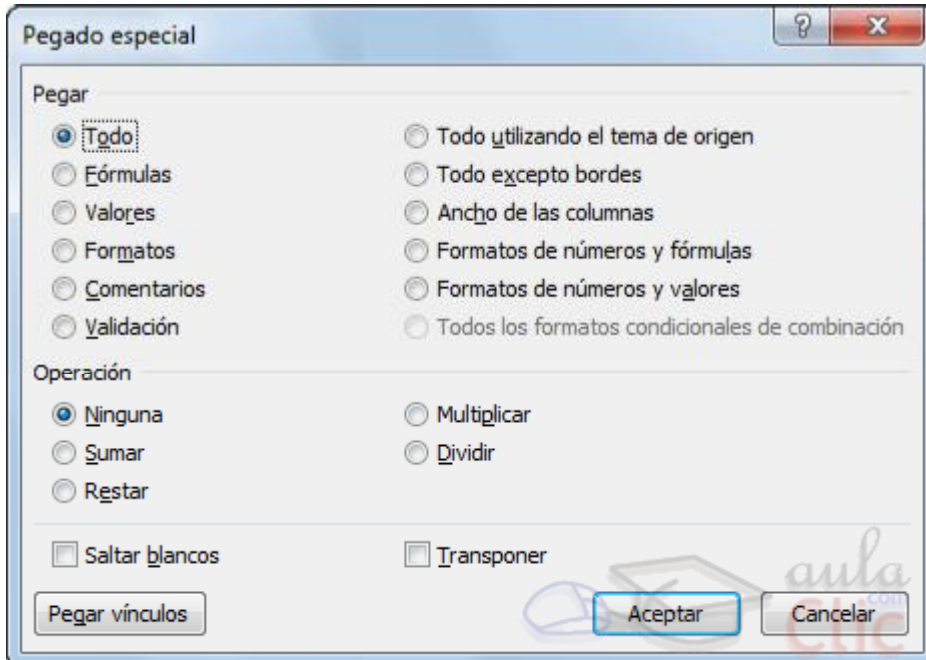 Pegado especial
Pegar
Todo
Fórmulas
Valores
Formatos
Comentarios
Validación
Todo utilizando el tema de origen
Todo excepto bordes
Ancho de las columnas
Formatos de números y fórmulas
Formatos de números y valores
Todos los formatos condicionales de combinación
Operación
Ninguna
Sumar
Restar
Multiplicar
Dividir
Saltar blancos
Transponer
Pegar vínculos
Aceptar
Cancelar
aula
Clic
com